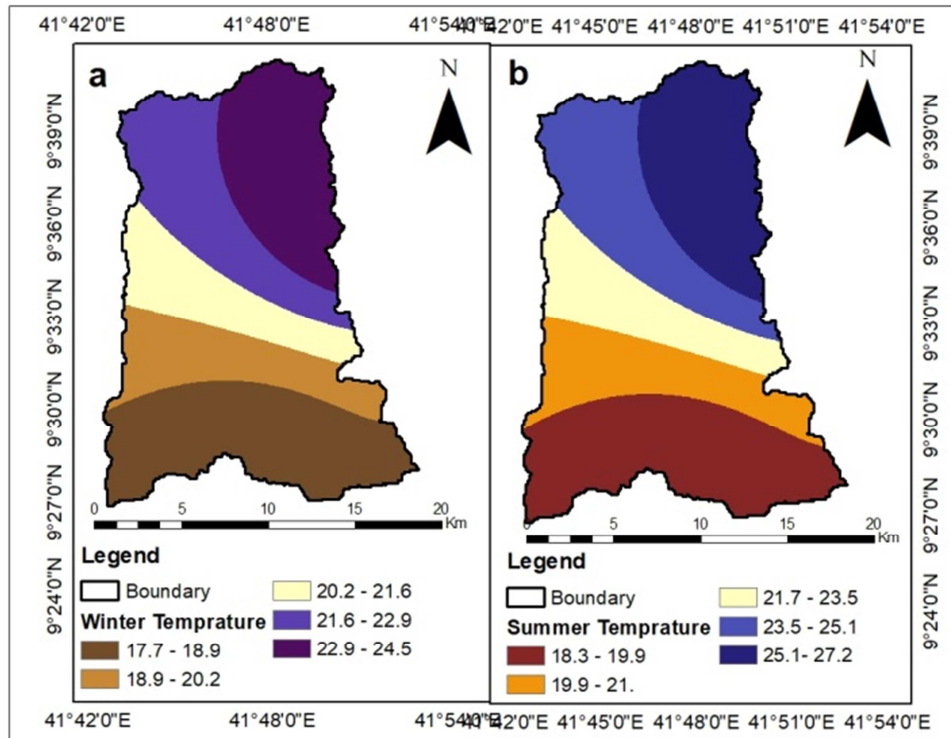 41°42'0"E 41°48'0"E 41°54'0"E
a
N
9°39'0"N
9°36'0"N
9°33'0"N
9°30'0"N
9°27'0"N
9°24'0"N
0 5 10 15 20
Km
Legend
Boundary
Winter Temprature
17.7 - 18.9
18.9 - 20.2
20.2 - 21.6
21.6 - 22.9
22.9 - 24.5
41°42'0"E 41°48'0"E 41°54'0"E
41°42'0"E 41°45'0"E 41°48'0"E 41°51'0"E 41°54'0"E
b
N
9°39'0"N
9°36'0"N
9°33'0"N
9°30'0"N
9°27'0"N
9°24'0"N
0 5 10 15 20
Km
Legend
Boundary
Summer Temprature
18.3 - 19.9
19.9 - 21.
21.7 - 23.5
23.5 - 25.1
25.1- 27.2
41°42'0"E 41°45'0"E 41°48'0"E 41°51'0"E 41°54'0"E